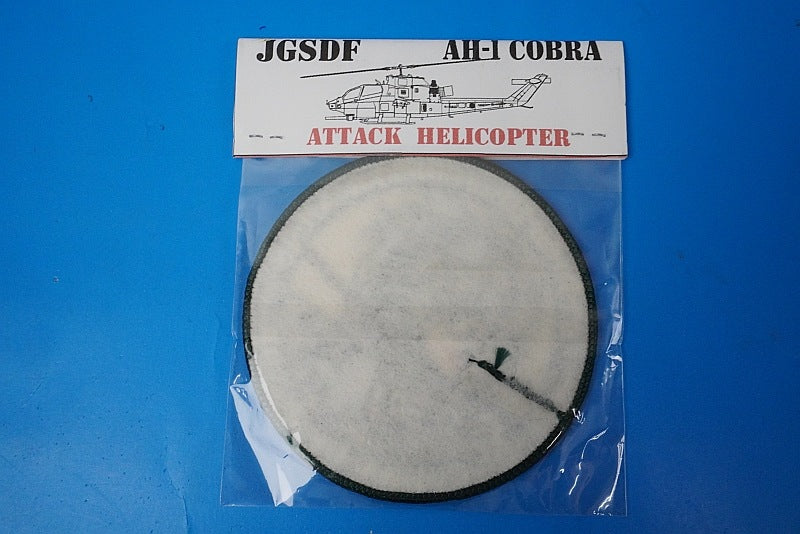 JGSDF AH-1 COBRA
ATTACK HELICOPTER